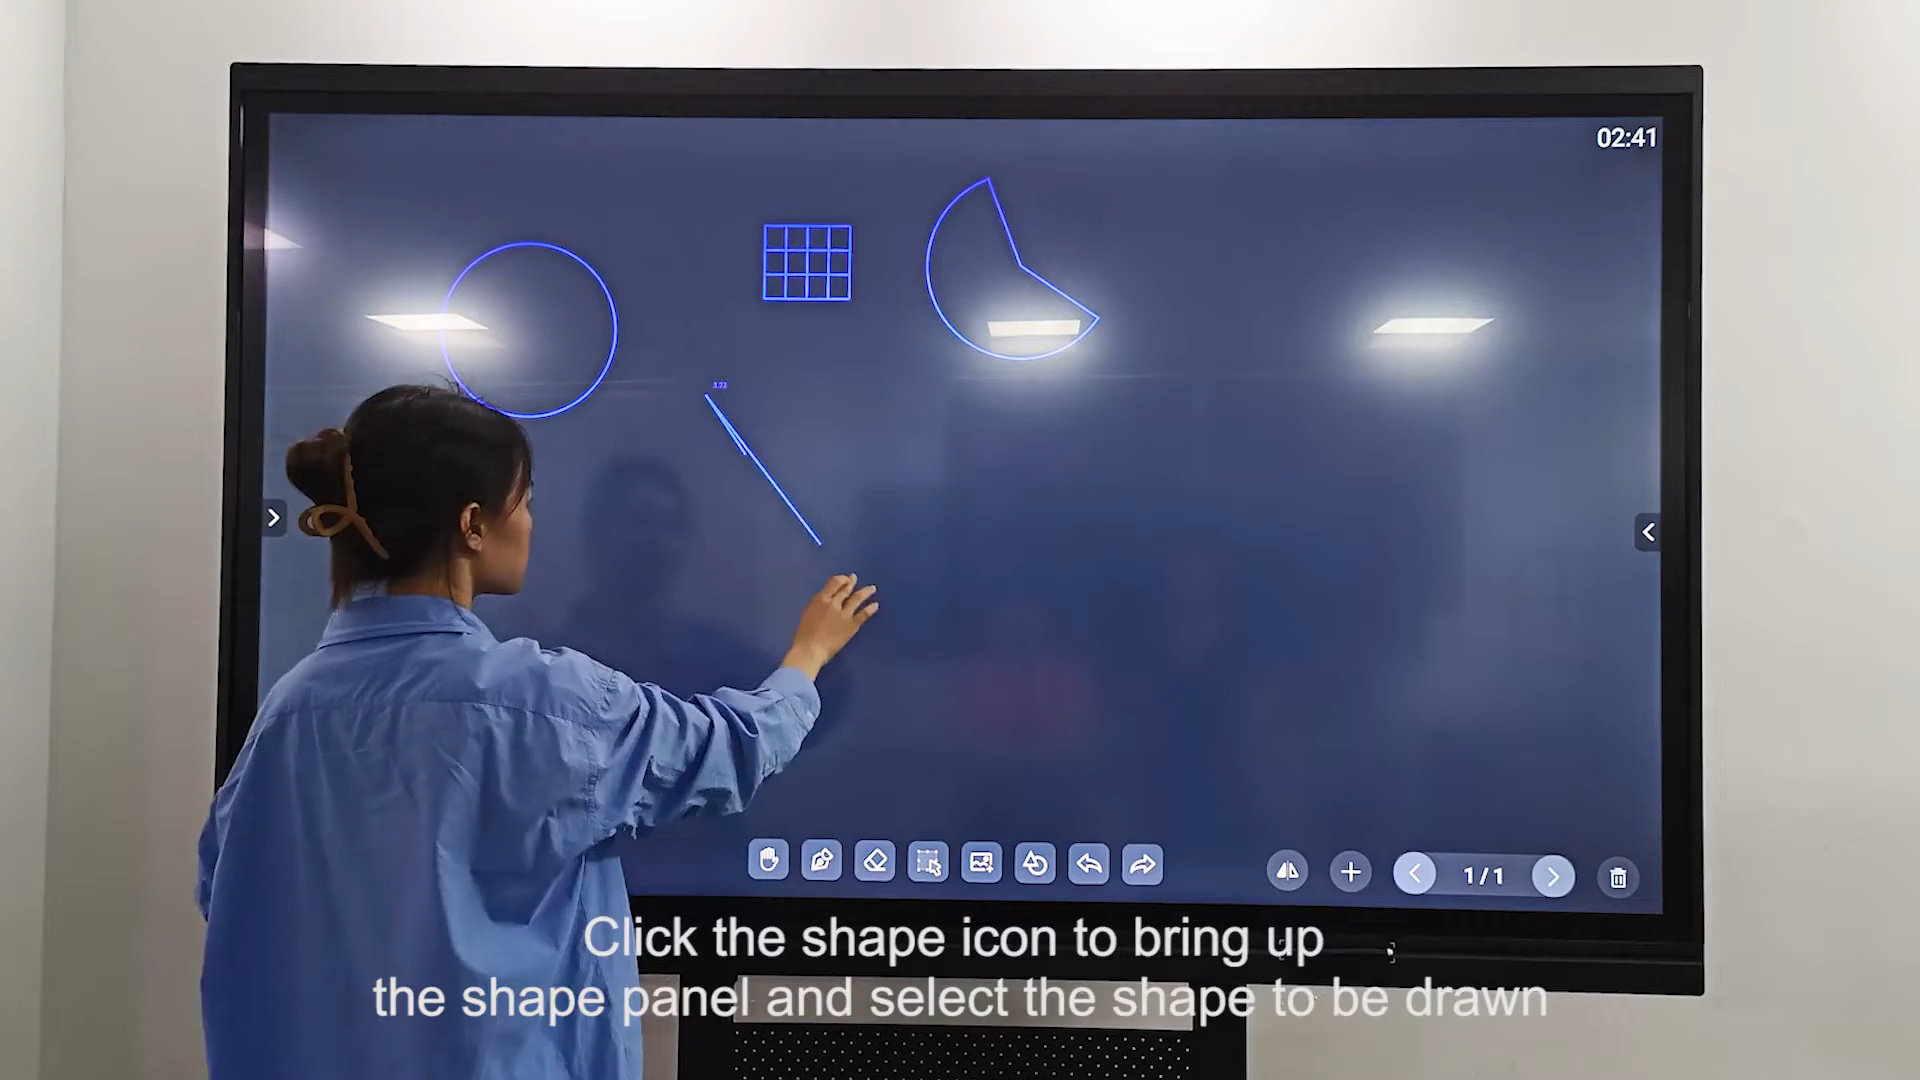 02:41
1/1
Click the shape icon to bring up
the shape panel and select the shape to be drawn